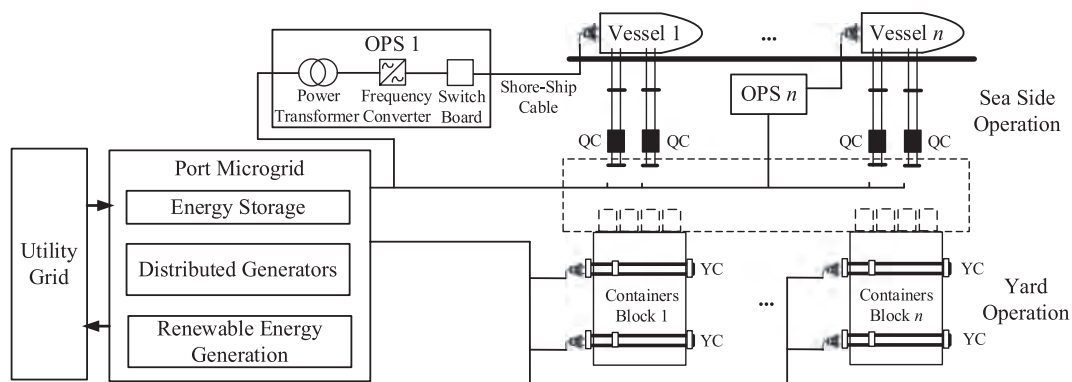 OPS 1
Power
Transformer
Frequency
Converter
Switch
Board
Shore-Ship
Cable
Vessel 1
...
Vessel n
OPS n
Sea Side
Operation
QC
QC
QC
QC
Utility
Grid
Port Microgrid
Energy Storage
Distributed Generators
Renewable Energy
Generation
Containers
Block 1
YC
YC
...
Containers
Block n
YC
YC
Yard
Operation